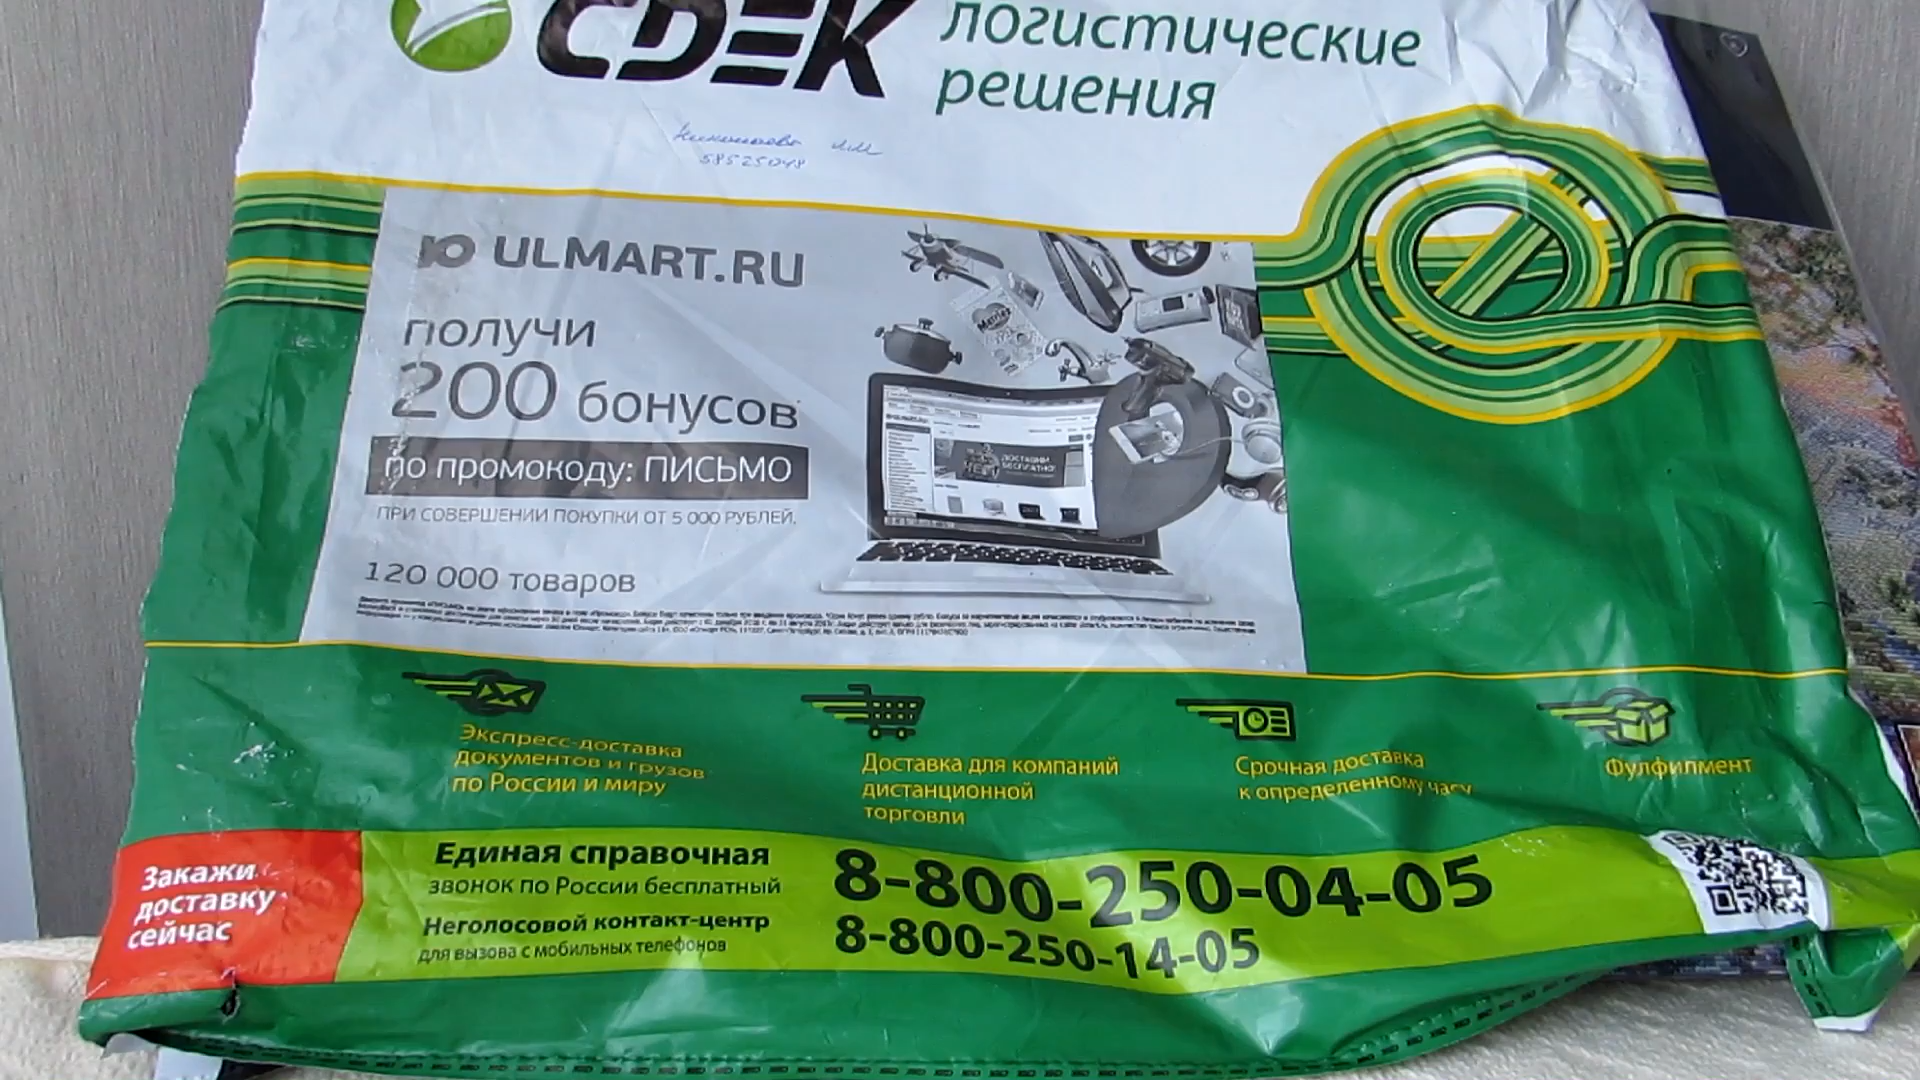 CDEK
логистические
решения
58525048
Ю ULMART.RU
получи
200 бонусов
по промокоду: ПИСЬМО
ПРИ СОВЕРШЕНИИ ПОКУПКИ ОТ 5 000 РУБЛЕЙ.
120 000 товаров
Экспресс-доставка
документов и грузов
по России и миру
Доставка для компаний
дистанционной
торговли
Срочная доставка
к определенному часу
Фулфилмент
Закажи
доставку
сейчас
Единая справочная
звонок по России бесплатный
8-800-250-04-05
Неголосовой контакт-центр
для вызова с мобильных телефонов
8-800-250-14-05